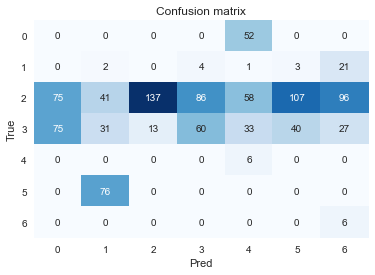 Confusion matrix
0 0 0 0 0 52 0 0
1 0 2 0 4 1 3 21
2 75 41 137 86 58 107 96
3 75 31 13 60 33 40 27
4 0 0 0 0 6 0 0
5 0 76 0 0 0 0 0
6 0 0 0 0 0 0 6
True
0 1 2 3 4 5 6
Pred